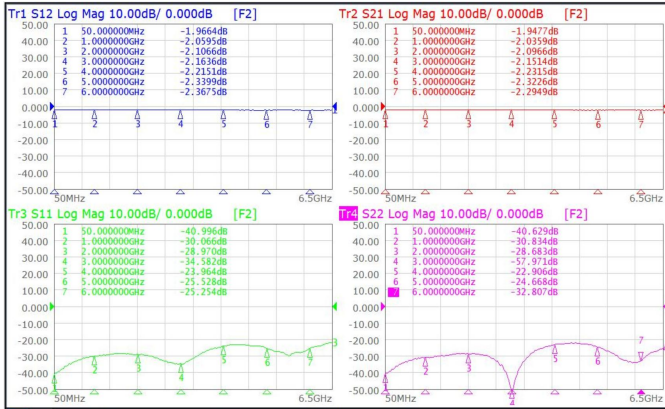 Tr1 S12 Log Mag 10.00dB/ 0.000dB [F2]
50.00
40.00
30.00
20.00
10.00
0.000
-10.00
-20.00
-30.00
-40.00
-50.00
1 50.000000MHz -1.9664dB
2 1.0000000GHz -2.0595dB
3 2.0000000GHz -2.1066dB
4 3.0000000GHz -2.1636dB
5 4.0000000GHz -2.2151dB
6 5.0000000GHz -2.3399dB
7 6.0000000GHz -2.3675dB
1 2 3 4 5 6 7
1
50MHz 6.5GHz
Tr2 S21 Log Mag 10.00dB/ 0.000dB [F2]
50.00
40.00
30.00
20.00
10.00
0.000
-10.00
-20.00
-30.00
-40.00
-50.00
1 50.000000MHz -1.9477dB
2 1.0000000GHz -2.0359dB
3 2.0000000GHz -2.0966dB
4 3.0000000GHz -2.1514dB
5 4.0000000GHz -2.2315dB
6 5.0000000GHz -2.3226dB
7 6.0000000GHz -2.2949dB
1 2 3 4 5 6 7
50MHz 6.5GHz
Tr3 S11 Log Mag 10.00dB/ 0.000dB [F2]
50.00
40.00
30.00
20.00
10.00
0.000
-10.00
-20.00
-30.00
-40.00
-50.00
1 50.000000MHz -40.996dB
2 1.0000000GHz -30.066dB
3 2.0000000GHz -28.970dB
4 3.0000000GHz -34.582dB
5 4.0000000GHz -23.964dB
6 5.0000000GHz -25.528dB
7 6.0000000GHz -25.254dB
1 2 3 4 5 6 7
3
50MHz 6.5GHz
Tr4 S22 Log Mag 10.00dB/ 0.000dB [F2]
50.00
40.00
30.00
20.00
10.00
0.000
-10.00
-20.00
-30.00
-40.00
-50.00
1 50.000000MHz -40.629dB
2 1.0000000GHz -30.834dB
3 2.0000000GHz -28.683dB
4 3.0000000GHz -57.971dB
5 4.0000000GHz -22.906dB
6 5.0000000GHz -24.668dB
7 6.0000000GHz -32.807dB
1 2 3 4 5 6 7
50MHz 6.5GHz